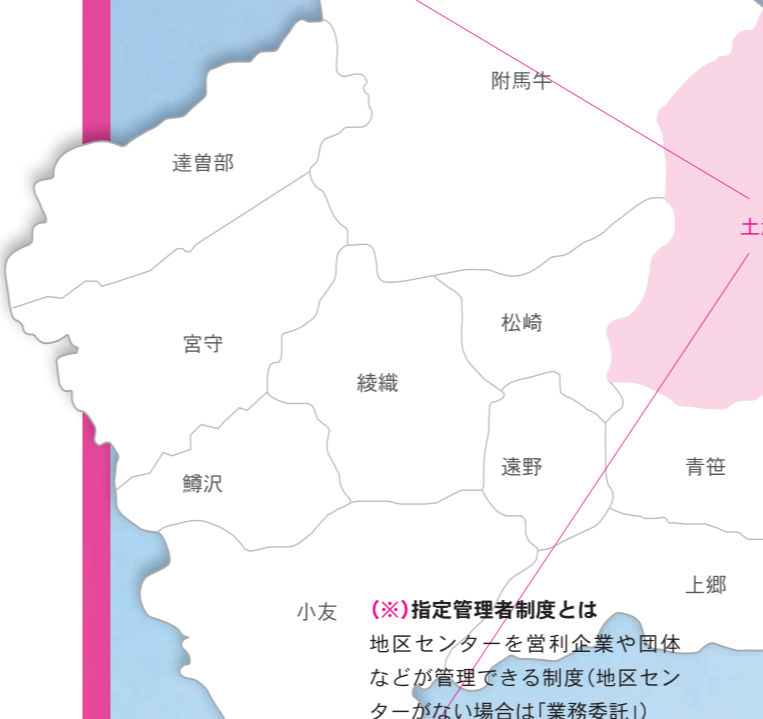 附馬牛
達曽部
土
宮守
松崎
綾織
鱒沢
遠野
青笹
上郷
小友
(※)指定管理者制度とは
地区センターを営利企業や団体
などが管理できる制度(地区セン
ターがない場合は「業務委託」)